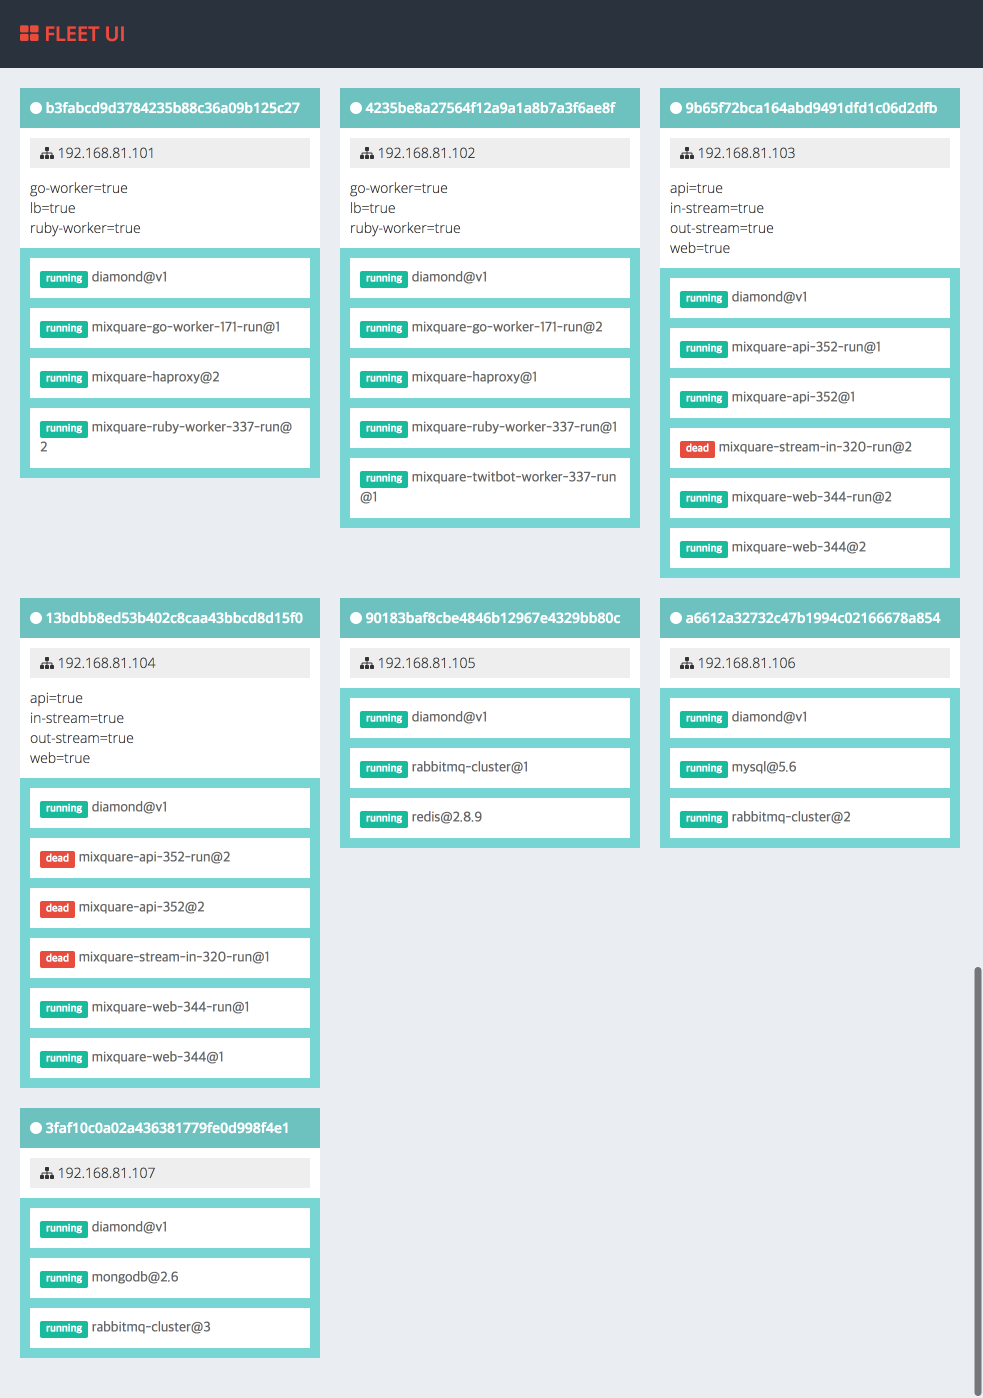 FLEET UI
b3fabcd9d3784235b88c36a09b125c27
192.168.81.101
go-worker=true
lb=true
ruby-worker=true
running diamond@v1
running mixquare-go-worker-171-run@1
running mixquare-haproxy@2
running mixquare-ruby-worker-337-run@
2
4235be8a27564f12a9a1a8b7a3f6ae8f
192.168.81.102
go-worker=true
lb=true
ruby-worker=true
running diamond@v1
running mixquare-go-worker-171-run@2
running mixquare-haproxy@1
running mixquare-ruby-worker-337-run@1
running mixquare-twitbot-worker-337-run
@1
9b65f72bca164abd9491dfd1c06d2dfb
192.168.81.103
api=true
in-stream=true
out-stream=true
web=true
running diamond@v1
running mixquare-api-352-run@1
running mixquare-api-352@1
dead mixquare-stream-in-320-run@2
running mixquare-web-344-run@2
running mixquare-web-344@2
13bdbb8ed53b402c8caa43bbcd8d15f0
192.168.81.104
api=true
in-stream=true
out-stream=true
web=true
running diamond@v1
dead mixquare-api-352-run@2
dead mixquare-api-352@2
dead mixquare-stream-in-320-run@1
running mixquare-web-344-run@1
running mixquare-web-344@1
90183baf8cbe4846b12967e4329bb80c
192.168.81.105
running diamond@v1
running rabbitmq-cluster@1
running redis@2.8.9
a6612a32732c47b1994c02166678a854
192.168.81.106
running diamond@v1
running mysql@5.6
running rabbitmq-cluster@2
3faf10c0a02a436381779fe0d998f4e1
192.168.81.107
running diamond@v1
running mongodb@2.6
running rabbitmq-cluster@3